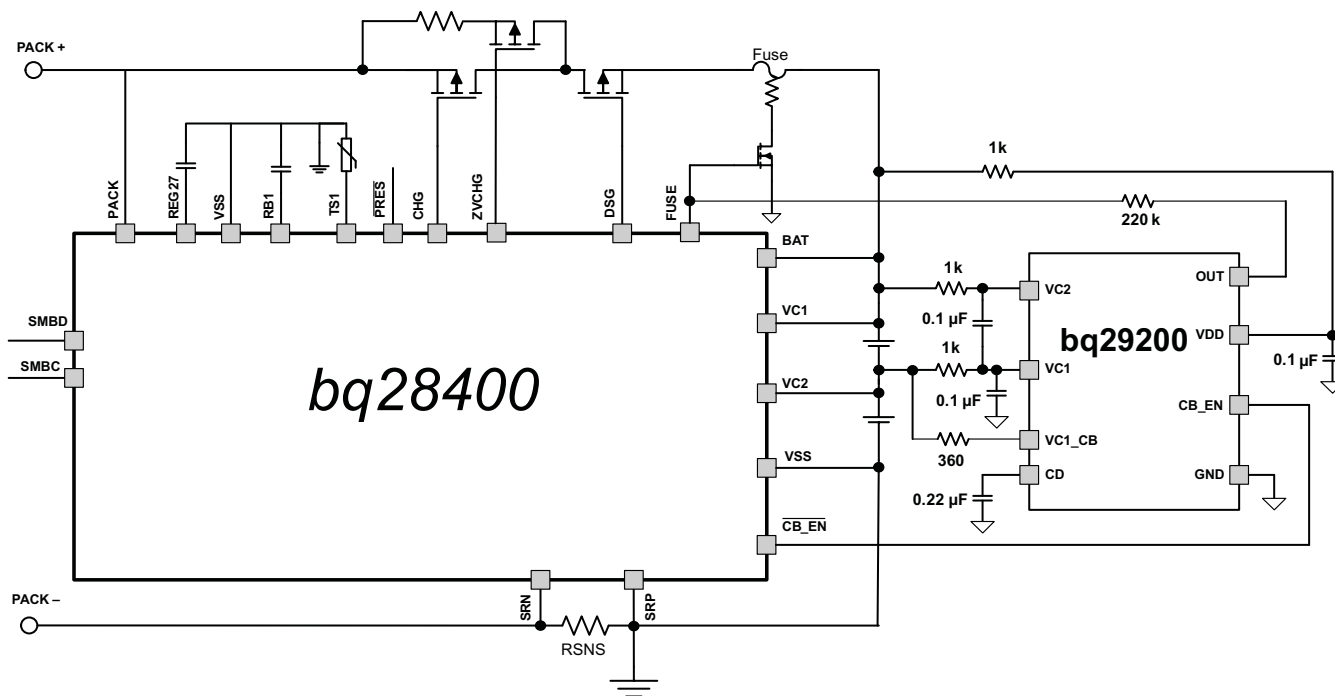 PACK +
Fuse
1k
PACK
REG27
VSS
RB1
TS1
PRES
CHG
ZVCHG
DSG
FUSE
220 k
BAT
1k
VC2
OUT
SMBD
VC1
0.1 µF
bq29200
VDD
SMBC
bq28400
1k
VC1
0.1 µF
VC2
0.1 µF
CB_EN
VC1_CB
360
VSS
CD
GND
0.22 µF
CB_EN
PACK –
SRN
SRP
RSNS